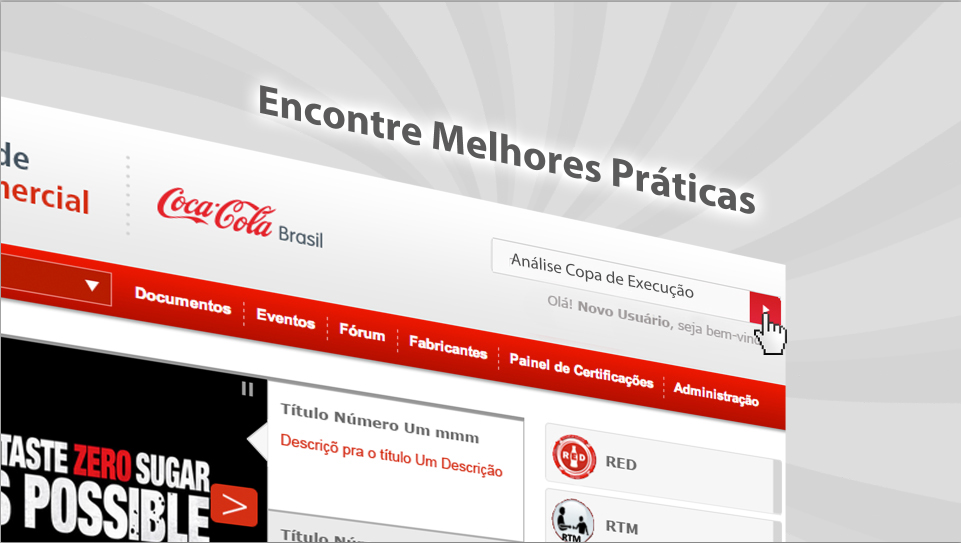 Encontre Melhores Práticas
de
mercial
Coca-Cola Brasil
Análise Copa de Execução
Olá! Novo Usuário, seja bem-vind
Documentos
Eventos
Fórum
Fabricantes
Painel de Certificações
Administração
TASTE ZERO SUGAR
S POSSIBLE
>
Título Número Um mmm
Descriçõ pra o título Um Descrição
Título
RED
RED
RTM
RTM